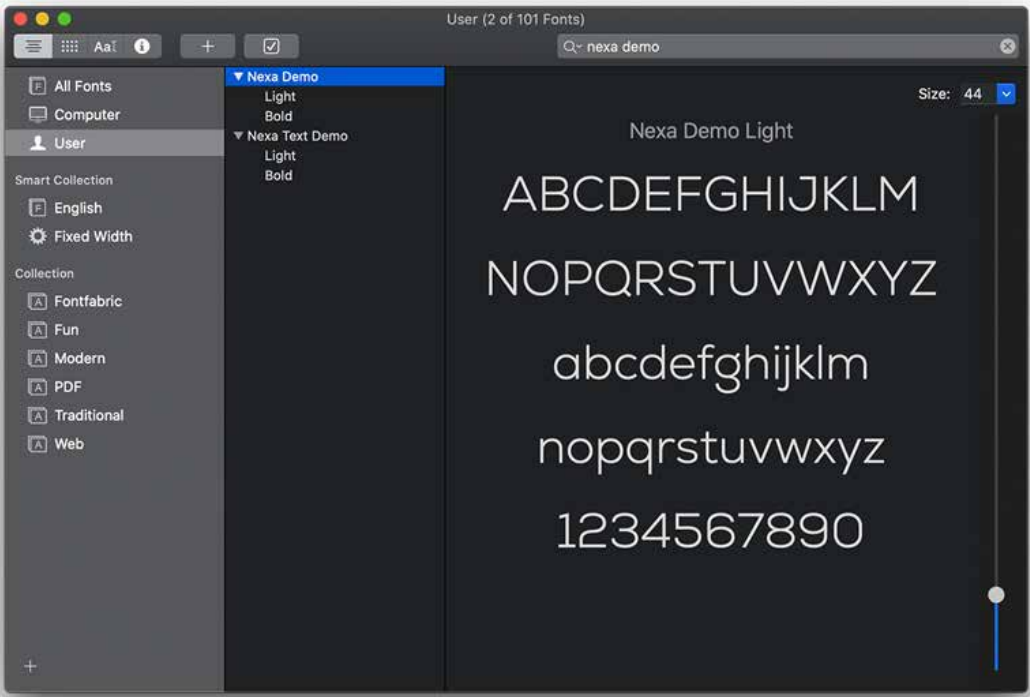 User (2 of 101 Fonts)
AaI
nexa demo
All Fonts
Computer
User
Smart Collection
English
Fixed Width
Collection
Fontfabric
Fun
Modern
PDF
Traditional
Web
Nexa Demo
Light
Bold
Nexa Text Demo
Light
Bold
Size: 44
Nexa Demo Light
ABCDEFGHIJKLM
NOPQRSTUVWXYZ
abcdefghijklm
nopqrstuvwxyz
1234567890